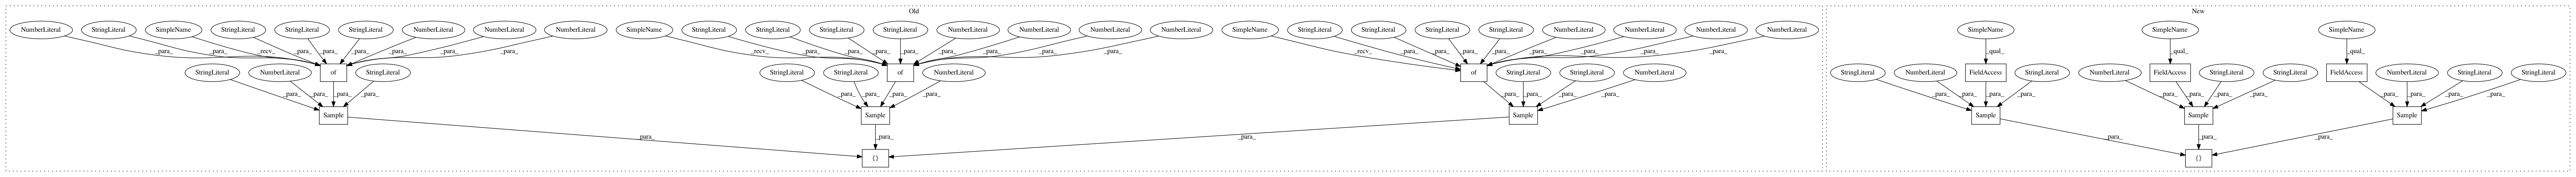 Old
New
NumberLiteral StringLiteral SimpleName StringLiteral StringLiteral StringLiteral NumberLiteral NumberLiteral NumberLiteral SimpleName StringLiteral StringLiteral StringLiteral StringLiteral NumberLiteral NumberLiteral NumberLiteral NumberLiteral SimpleName StringLiteral StringLiteral StringLiteral StringLiteral NumberLiteral NumberLiteral NumberLiteral NumberLiteral SimpleName SimpleName SimpleName
_para_ _para_ _recv_ _para_ _para_ _para_ _para_ _para_ _para_ _recv_ _para_ _para_ _para_ _para_ _para_ _para_ _para_ _para_ _recv_ _para_ _para_ _para_ _para_ _para_ _para_ _para_ _para_ _qual_ _qual_ _qual_
StringLiteral NumberLiteral of StringLiteral StringLiteral StringLiteral of NumberLiteral of StringLiteral StringLiteral NumberLiteral StringLiteral NumberLiteral FieldAccess StringLiteral NumberLiteral FieldAccess StringLiteral StringLiteral FieldAccess NumberLiteral StringLiteral StringLiteral
_para_ _para_ _para_ _para_ _para_ _para_ _para_ _para_ _para_ _para_ _para_ _para_ _para_ _para_ _para_ _para_ _para_ _para_ _para_ _para_ _para_ _para_ _para_ _para_
Sample Sample Sample Sample Sample Sample
_para_ _para_ _para_ _para_ _para_ _para_
{} {}